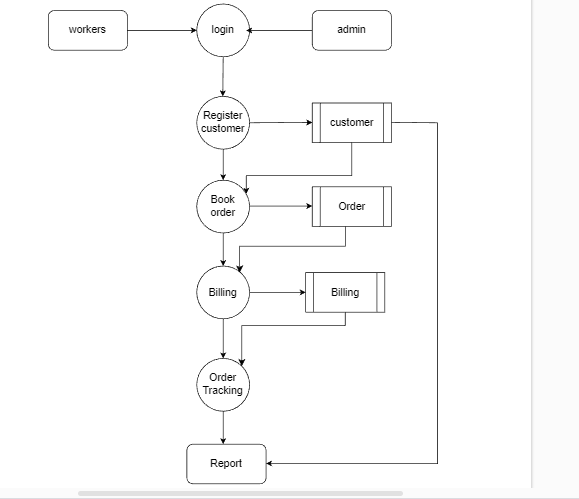 workers
login
admin
Register
customer
customer
Book
order
Order
Billing
Billing
Order
Tracking
Report